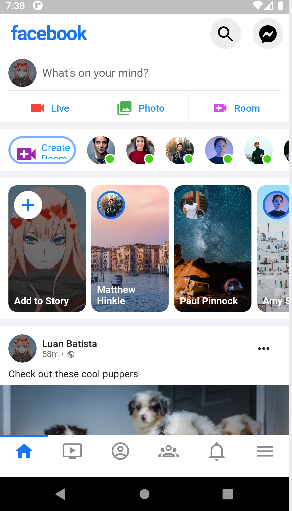 7:38
facebook
What's on your mind?
Live
Photo
Room
Create
Room
Add to Story
Matthew
Hinkle
Paul Pinnock
Amy S
Luan Batista
58m •
Check out these cool puppers